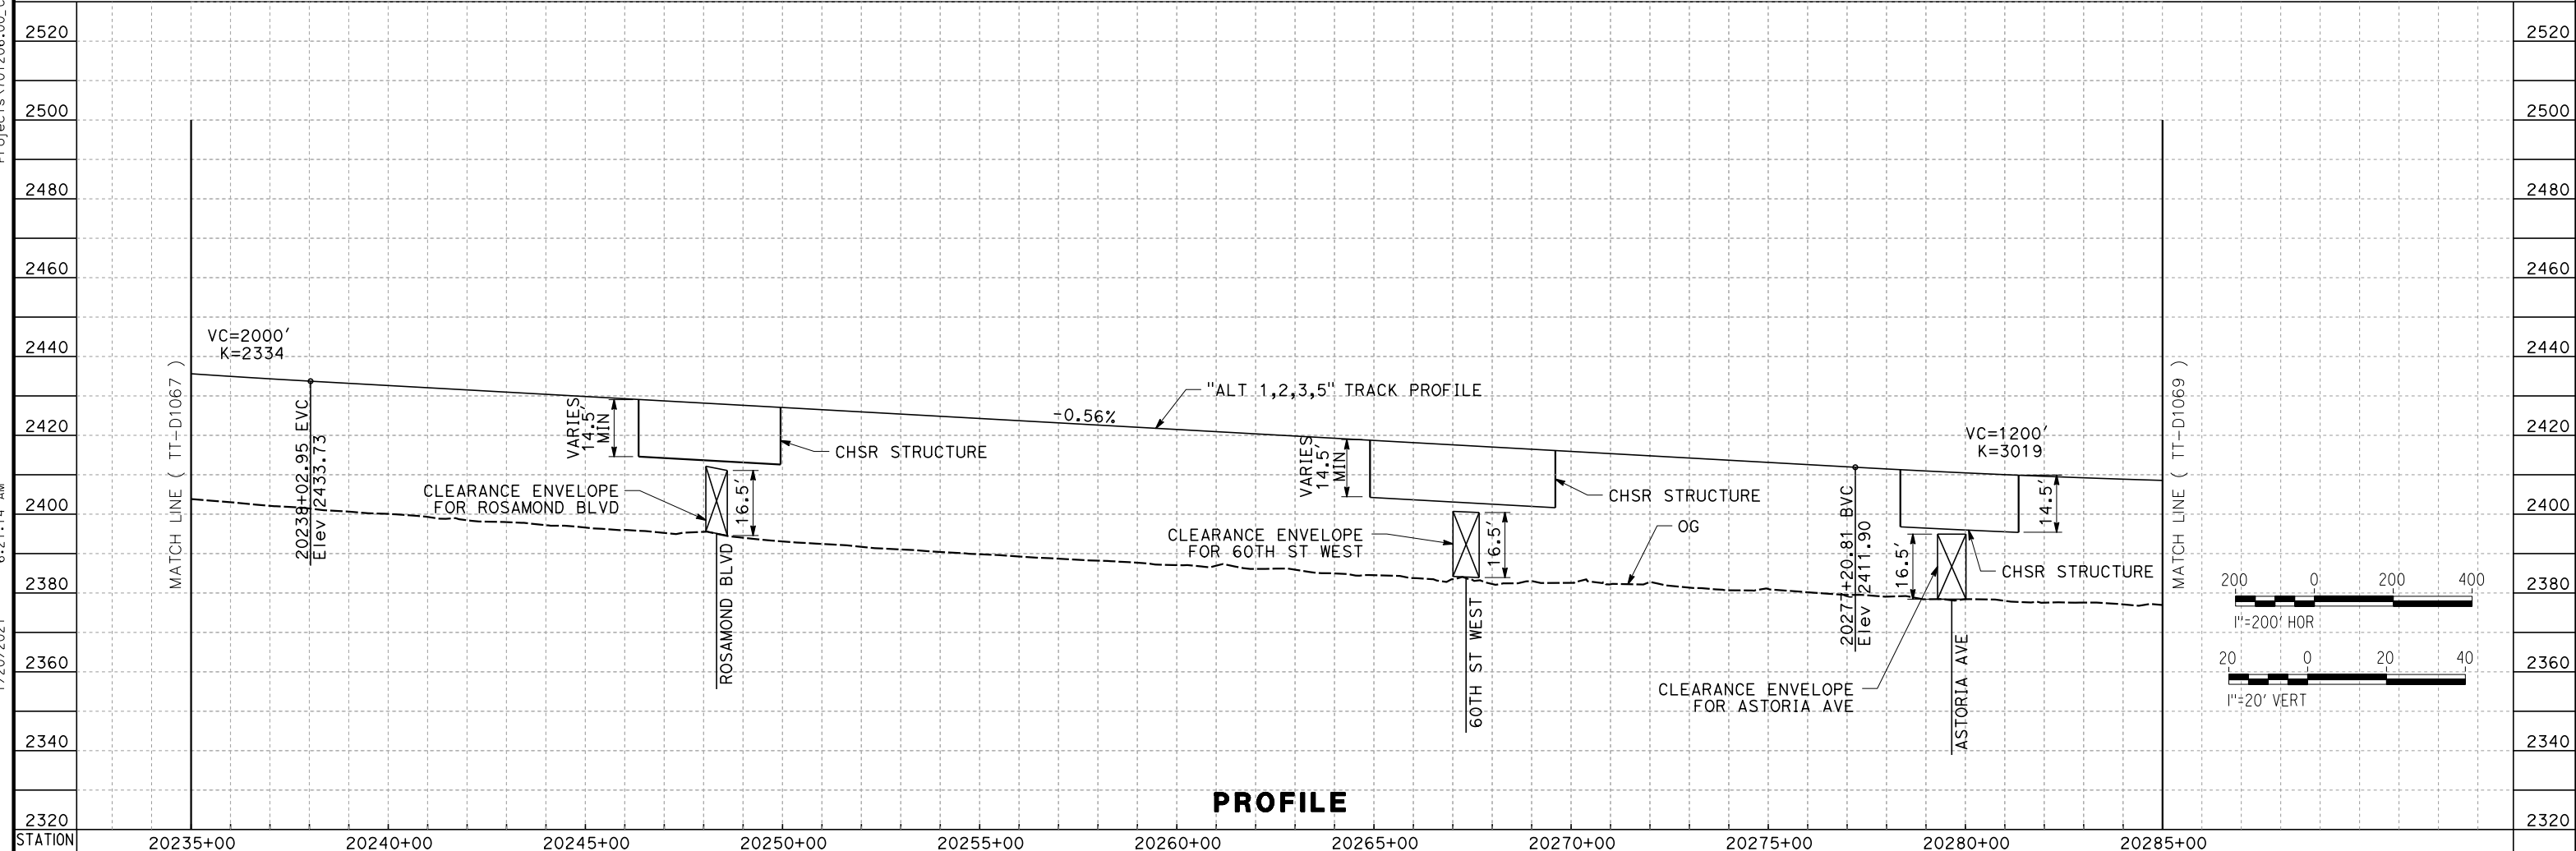 2520
2500
2480
2460
2440
2420
2400
2380
2360
2340
2320
STATION
MATCH LINE ( TT-D1067 )
VC=2000'
K=2334
20238+02.95 EVC
Elev 2433.73
VARIES
14.5'
MIN
CHSR STRUCTURE
CLEARANCE ENVELOPE
FOR ROSAMOND BLVD
16.5'
ROSAMOND BLVD
-0.56%
"ALT 1,2,3,5" TRACK PROFILE
VARIES
14.5'
MIN
CHSR STRUCTURE
CLEARANCE ENVELOPE
FOR 60TH ST WEST
16.5'
OG
60TH ST WEST
20277+20.81 BVC
Elev 2411.90
VC=1200'
K=3019
14.5'
16.5'
CHSR STRUCTURE
CLEARANCE ENVELOPE
FOR ASTORIA AVE
ASTORIA AVE
MATCH LINE ( TT-D1069 )
200 0 200 400
1"=200' HOR
20 0 20 40
1"=20' VERT
2520
2500
2480
2460
2440
2420
2400
2380
2360
2340
2320
PROFILE
20235+00 20240+00 20245+00 20250+00 20255+00 20260+00 20265+00 20270+00 20275+00 20280+00 20285+00